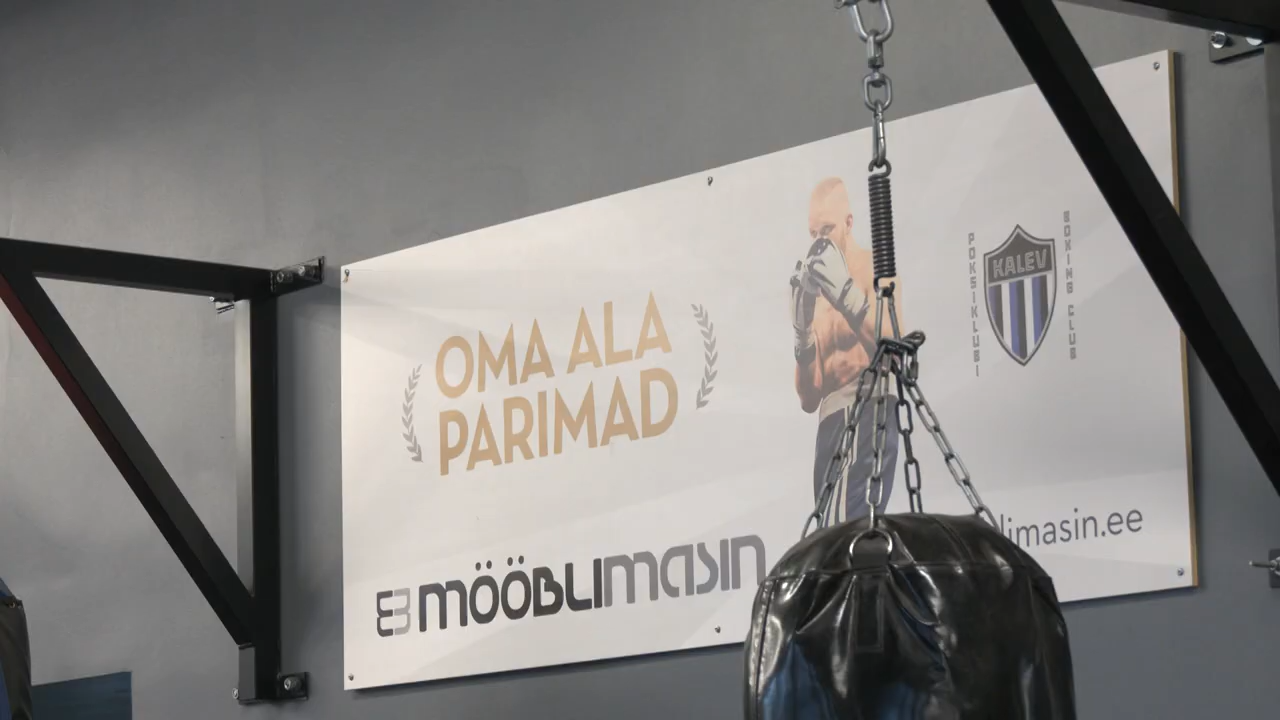 OMA ALA
PARIMAD
POKSIKLUBI
KALEV
BOXING CLUB
MÖÖBLIMASIN
limasin.ee